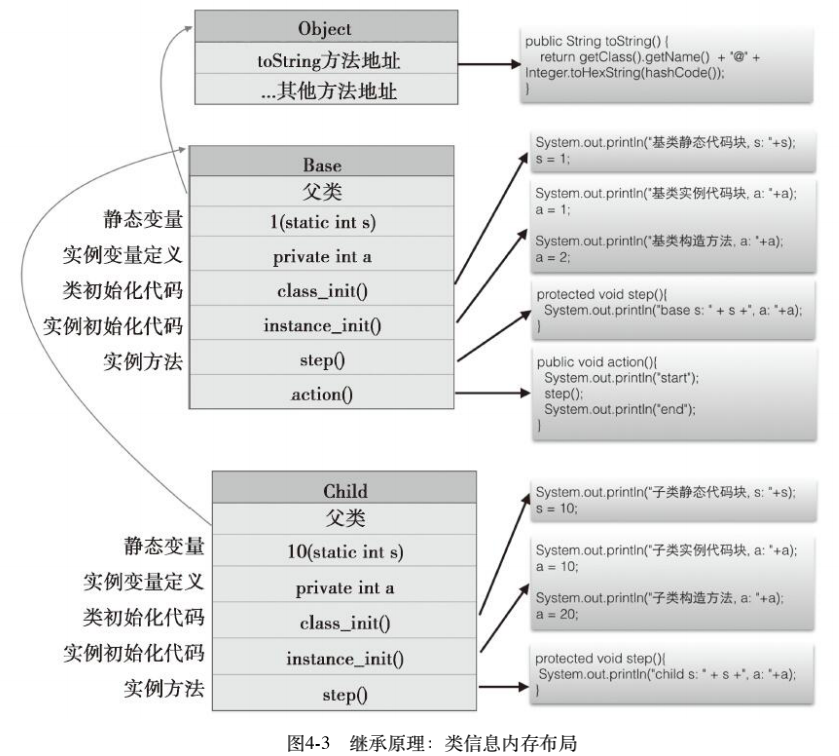 Object
toString方法地址
...其他方法地址
public String toString() {
return getClass().getName() + "@" +
Integer.toHexString(hashCode());
}
Base
父类
静态变量 1(static int s)
实例变量定义 private int a
类初始化代码 class_init()
实例初始化代码 instance_init()
实例方法 step()
action()
System.out.println("基类静态代码块, s: "+s);
s = 1;
System.out.println("基类实例代码块, a: "+a);
a = 1;
System.out.println("基类构造方法, a: "+a);
a = 2;
protected void step(){
System.out.println("base s: " + s +", a: "+a);
}
public void action(){
System.out.println("start");
step();
System.out.println("end");
}
Child
父类
静态变量 10(static int s)
实例变量定义 private int a
类初始化代码 class_init()
实例初始化代码 instance_init()
实例方法 step()
System.out.println("子类静态代码块, s: "+s);
s = 10;
System.out.println("子类实例代码块, a: "+a);
a = 10;
System.out.println("子类构造方法, a: "+a);
a = 20;
protected void step(){
System.out.println("child s: " + s +", a: "+a);
}
图4-3 继承原理：类信息内存布局